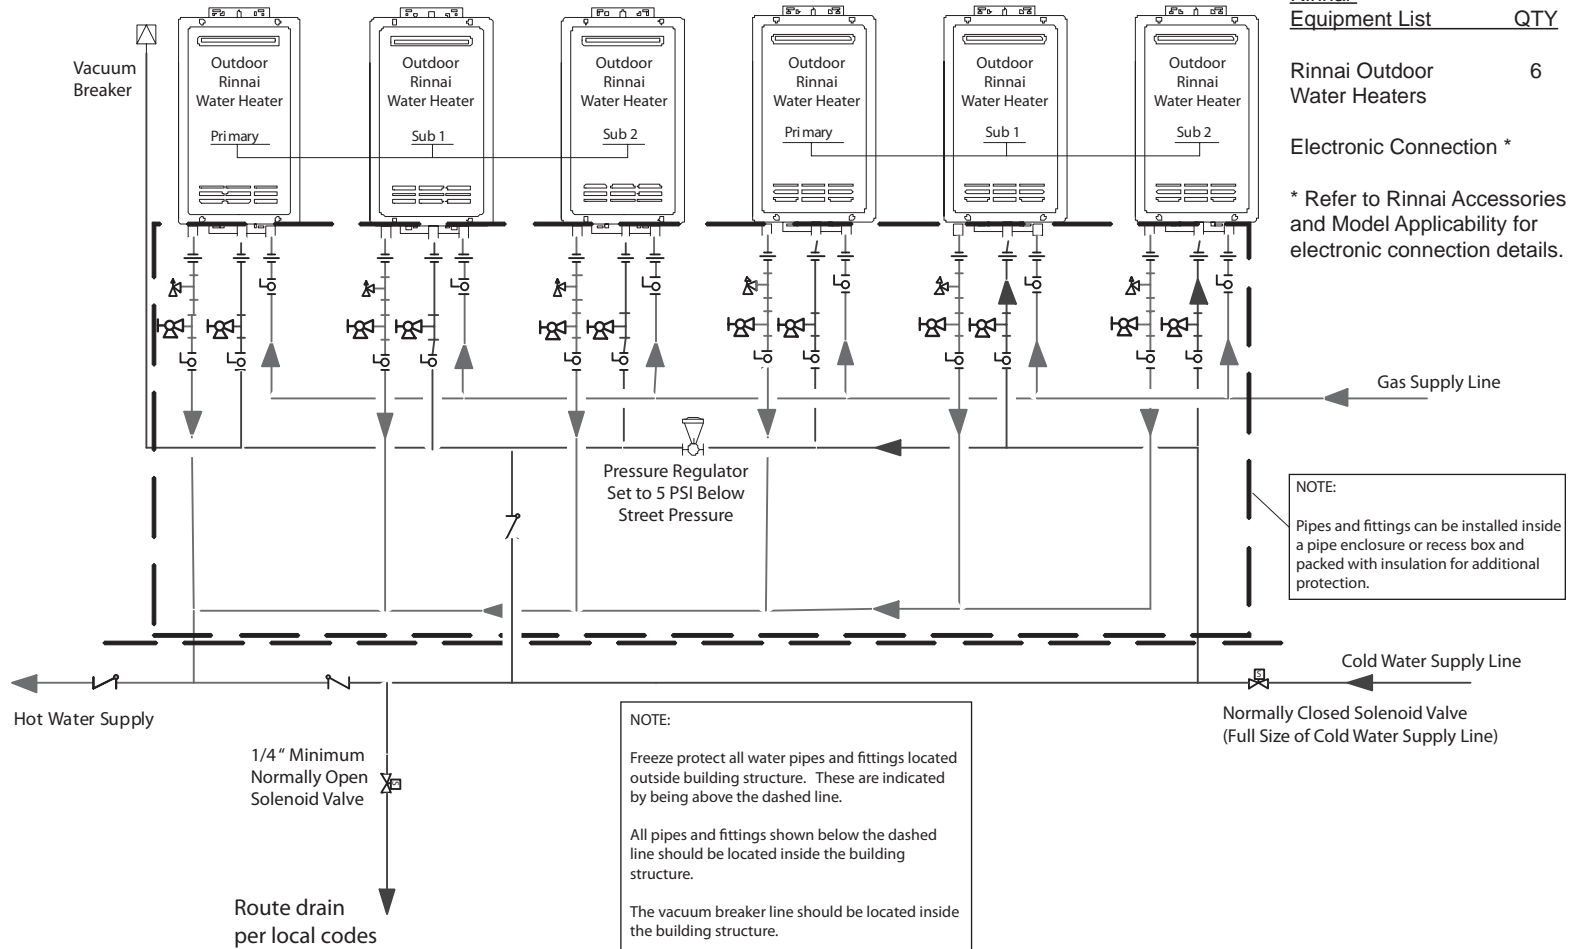 Rinnai
Equipment List QTY
Rinnai Outdoor 6
Water Heaters
Electronic Connection *
* Refer to Rinnai Accessories
and Model Applicability for
electronic connection details.
Vacuum
Breaker
Outdoor
Rinnai
Water Heater
Primary
Outdoor
Rinnai
Water Heater
Sub 1
Outdoor
Rinnai
Water Heater
Sub 2
Outdoor
Rinnai
Water Heater
Primary
Outdoor
Rinnai
Water Heater
Sub 1
Outdoor
Rinnai
Water Heater
Sub 2
Gas Supply Line
Pressure Regulator
Set to 5 PSI Below
Street Pressure
NOTE:
Pipes and fittings can be installed inside
a pipe enclosure or recess box and
packed with insulation for additional
protection.
Cold Water Supply Line
S
Normally Closed Solenoid Valve
(Full Size of Cold Water Supply Line)
Hot Water Supply
1/4“ Minimum
Normally Open
Solenoid Valve
S
NOTE:
Freeze protect all water pipes and fittings located
outside building structure. These are indicated
by being above the dashed line.
All pipes and fittings shown below the dashed
line should be located inside the building
structure.
The vacuum breaker line should be located inside
the building structure.
Route drain
per local codes